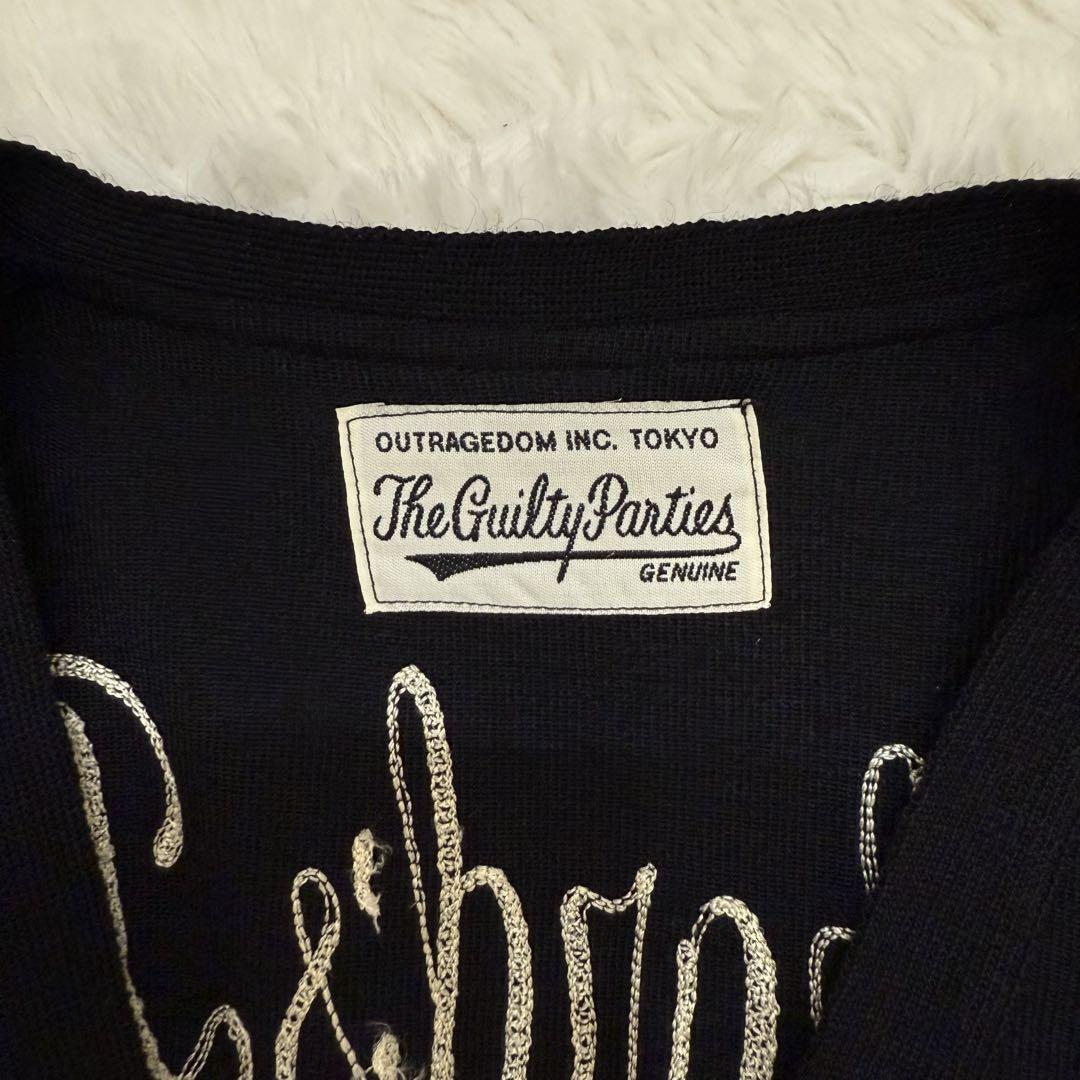 OUTRAGEDOM INC. TOKYO
The Guilty Parties
GENUINE